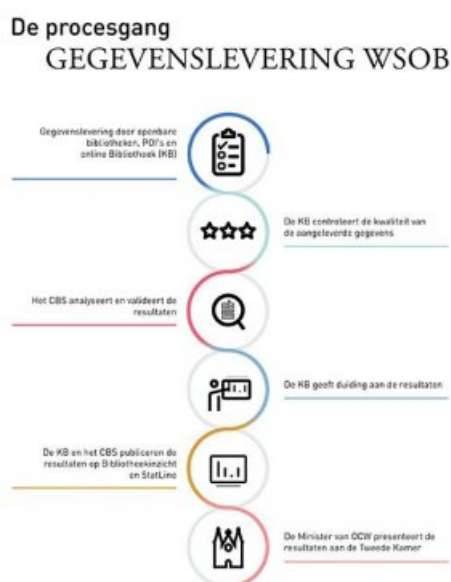 De procesgang
GEGEVENSLEVERING WSOB
Gegevenslevering door openbare
bibliotheken, POI's en
online Bibliotheek (KB)
De KB controleert de kwaliteit van
de aangeleverde gegevens
Het CBS analyseert en valideert de
resultaten
De KB geeft duiding aan de resultaten
De KB en het CBS publiceren de
resultaten op Bibliotheekinzicht
en StatLine
De Minister van OCW presenteert de
resultaten aan de Tweede Kamer